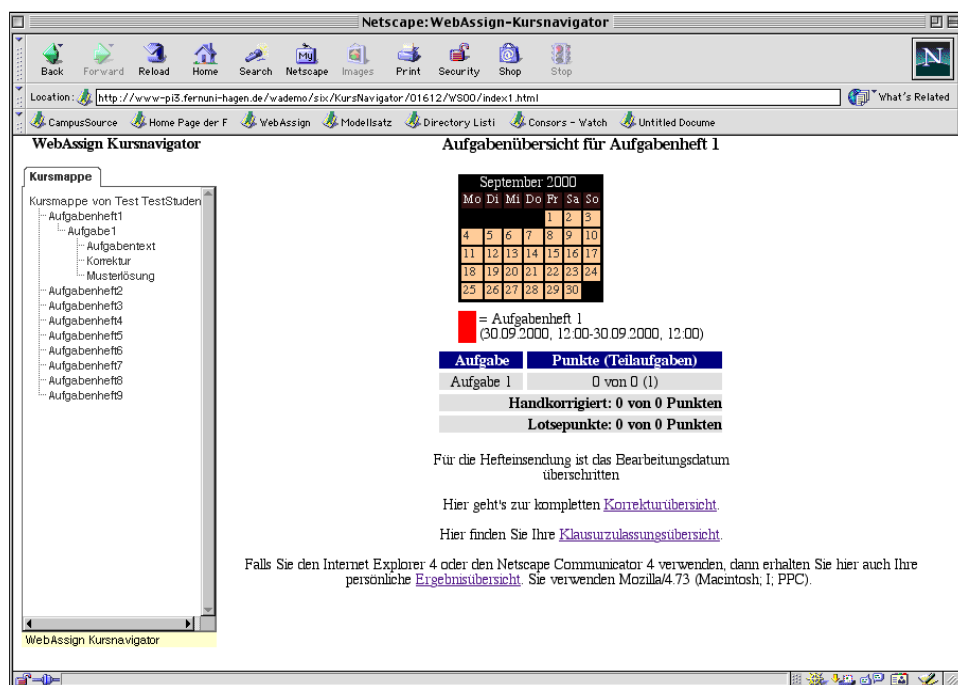 Netscape: WebAssign-Kursnavigator
Back Forward Reload Home Search Netscape Images Print Security Shop Stop
My
N
Location: http://www-pi3.fernuni-hagen.de/wademo/six/KursNavigator/01612/WS00/index1.html What's Related
CampusSource Home Page der F WebAssign Modellsatz Directory Listi Consors - Watch Untitled Docume
WebAssign Kursnavigator
Kursmappe
Kursmappe von Test TestStuden
Aufgabenheft1
Aufgabe1
Aufgabentext
Korrektur
Musterlösung
Aufgabenheft2
Aufgabenheft3
Aufgabenheft4
Aufgabenheft5
Aufgabenheft6
Aufgabenheft7
Aufgabenheft8
Aufgabenheft9
WebAssign Kursnavigator
Aufgabenübersicht für Aufgabenheft 1
September 2000
Mo Di Mi Do Fr Sa So
1 2 3
4 5 6 7 8 9 10
11 12 13 14 15 16 17
18 19 20 21 22 23 24
25 26 27 28 29 30
= Aufgabenheft 1
(30.09.2000, 12:00-30.09.2000, 12:00)
Aufgabe Punkte (Teilaufgaben)
Aufgabe 1 0 von 0 (1)
Handkorrigiert: 0 von 0 Punkten
Lotsepunkte: 0 von 0 Punkten
Für die Hefteinsendung ist das Bearbeitungsdatum
überschritten
Hier geht's zur kompletten Korrekturübersicht.
Hier finden Sie Ihre Klausurzulassungsübersicht.
Falls Sie den Internet Explorer 4 oder den Netscape Communicator 4 verwenden, dann erhalten Sie hier auch Ihre
persönliche Ergebnisübersicht. Sie verwenden Mozilla/4.73 (Macintosh; I; PPC).